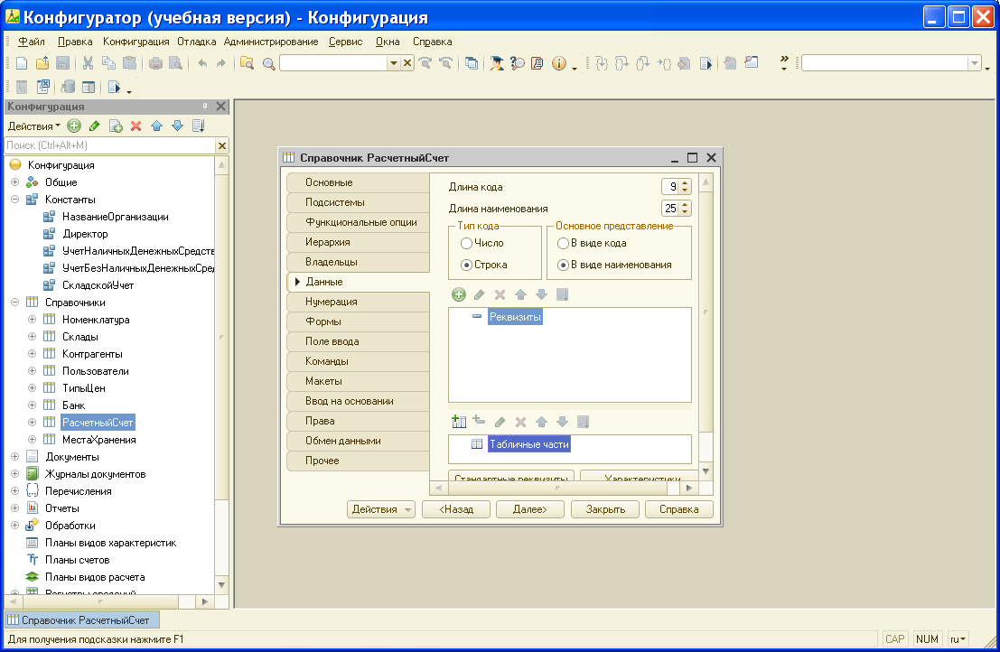 Конфигуратор (учебная версия) - Конфигурация
Файл Правка Конфигурация Отладка Администрирование Сервис Окна Справка
Конфигурация
Действия
Поиск (Ctrl+Alt+M)
Конфигурация
Общие
Константы
НазваниеОрганизации
Директор
УчетНаличныхДенежныхСредств
УчетБезНаличныхДенежныхСред
СкладскойУчет
Справочники
Номенклатура
Склады
Контрагенты
Пользователи
ТипыЦен
Банк
РасчетныйСчет
МестаХранения
Документы
Журналы документов
Перечисления
Отчеты
Обработки
Планы видов характеристик
Планы счетов
Планы видов расчета
Регистры сведений
Справочник РасчетныйСчет
Основные
Подсистемы
Функциональные опции
Иерархия
Владельцы
Данные
Нумерация
Формы
Поле ввода
Команды
Макеты
Ввод на основании
Права
Обмен данными
Прочее
Длина кода 9
Длина наименования 25
Тип кода
Число
Строка
Основное представление
В виде кода
В виде наименования
Реквизиты
Табличные части
Стандартные реквизиты Характеристики
Действия <Назад Далее> Закрыть Справка
Справочник РасчетныйСчет
Для получения подсказки нажмите F1 CAP NUM ru